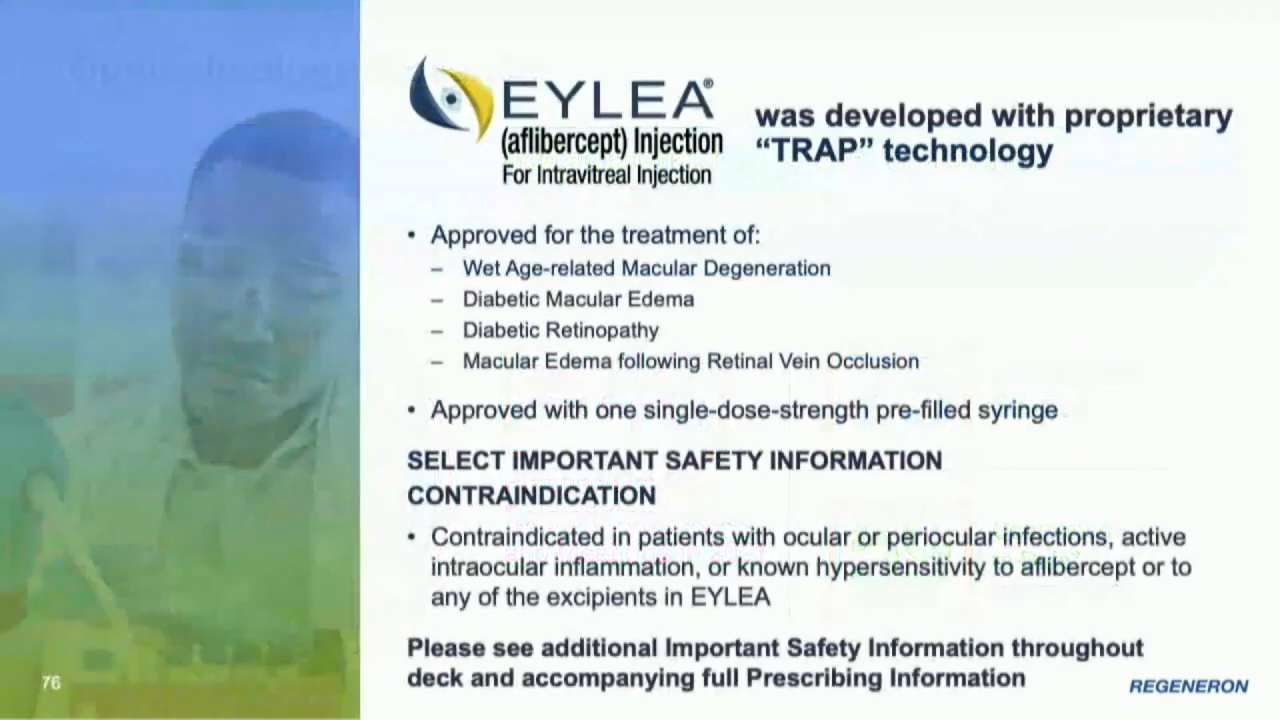 EYLEA®
(aflibercept) Injection
For Intravitreal Injection
was developed with proprietary
“TRAP” technology
• Approved for the treatment of:
– Wet Age-related Macular Degeneration
– Diabetic Macular Edema
– Diabetic Retinopathy
– Macular Edema following Retinal Vein Occlusion
• Approved with one single-dose-strength pre-filled syringe
SELECT IMPORTANT SAFETY INFORMATION
CONTRAINDICATION
• Contraindicated in patients with ocular or periocular infections, active
intraocular inflammation, or known hypersensitivity to aflibercept or to
any of the excipients in EYLEA
Please see additional Important Safety Information throughout
deck and accompanying full Prescribing Information
76
REGENERON